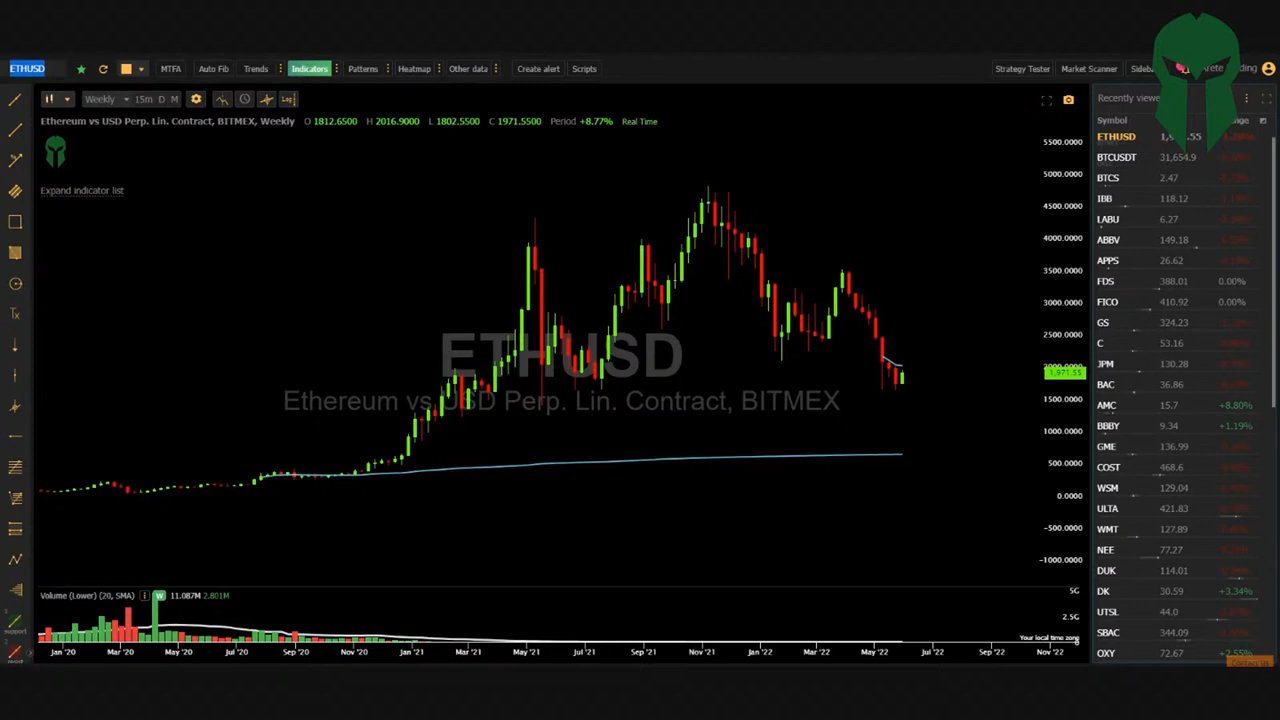 ETHUSD
MTFA
Auto Fib
Trends
Indicators
Patterns
Heatmap
Other data
Create alert
Scripts
Strategy Tester
Market Scanner
Weekly
15m D M
Ethereum vs USD Perp. Lin. Contract, BITMEX, Weekly O 1812.6500 H 2016.9000 L 1802.5500 C 1971.5500 Period +8.77% Real Time
Expand indicator list
ETHUSD
Ethereum vs USD Perp. Lin. Contract, BITMEX
5500.0000
5000.0000
4500.0000
4000.0000
3500.0000
3000.0000
2500.0000
1,971.55
1500.0000
1000.0000
500.0000
0.0000
-500.0000
-1000.0000
Volume (Lower) (20, SMA) W 11.087M 2.801M
5G
2.5G
Your local time zone
Jan '20 Mar '20 May '20 Jul '20 Sep '20 Nov '20 Jan '21 Mar '21 May '21 Jul '21 Sep '21 Nov '21 Jan '22 Mar '22 May '22 Jul '22 Sep '22 Nov '22
Symbol
ETHUSD
BTCUSDT 31,654.9
BTCS 2.47
IBB 118.12
LABU 6.27
ABBV 149.18
APPS 26.62
FDS 388.01 0.00%
FICO 410.92 0.00%
GS 324.23
C 53.16
JPM 130.28
BAC 36.86
AMC 15.7 +8.80%
BBBY 9.34 +1.19%
GME 136.99
COST 468.6
WSM 129.04
ULTA 421.83
WMT 127.89
NEE 77.27
DUK 114.01
DK 30.59 +3.34%
UTSL 44.0
SBAC 344.09
OXY 72.67 +2.55%
Contact us
support